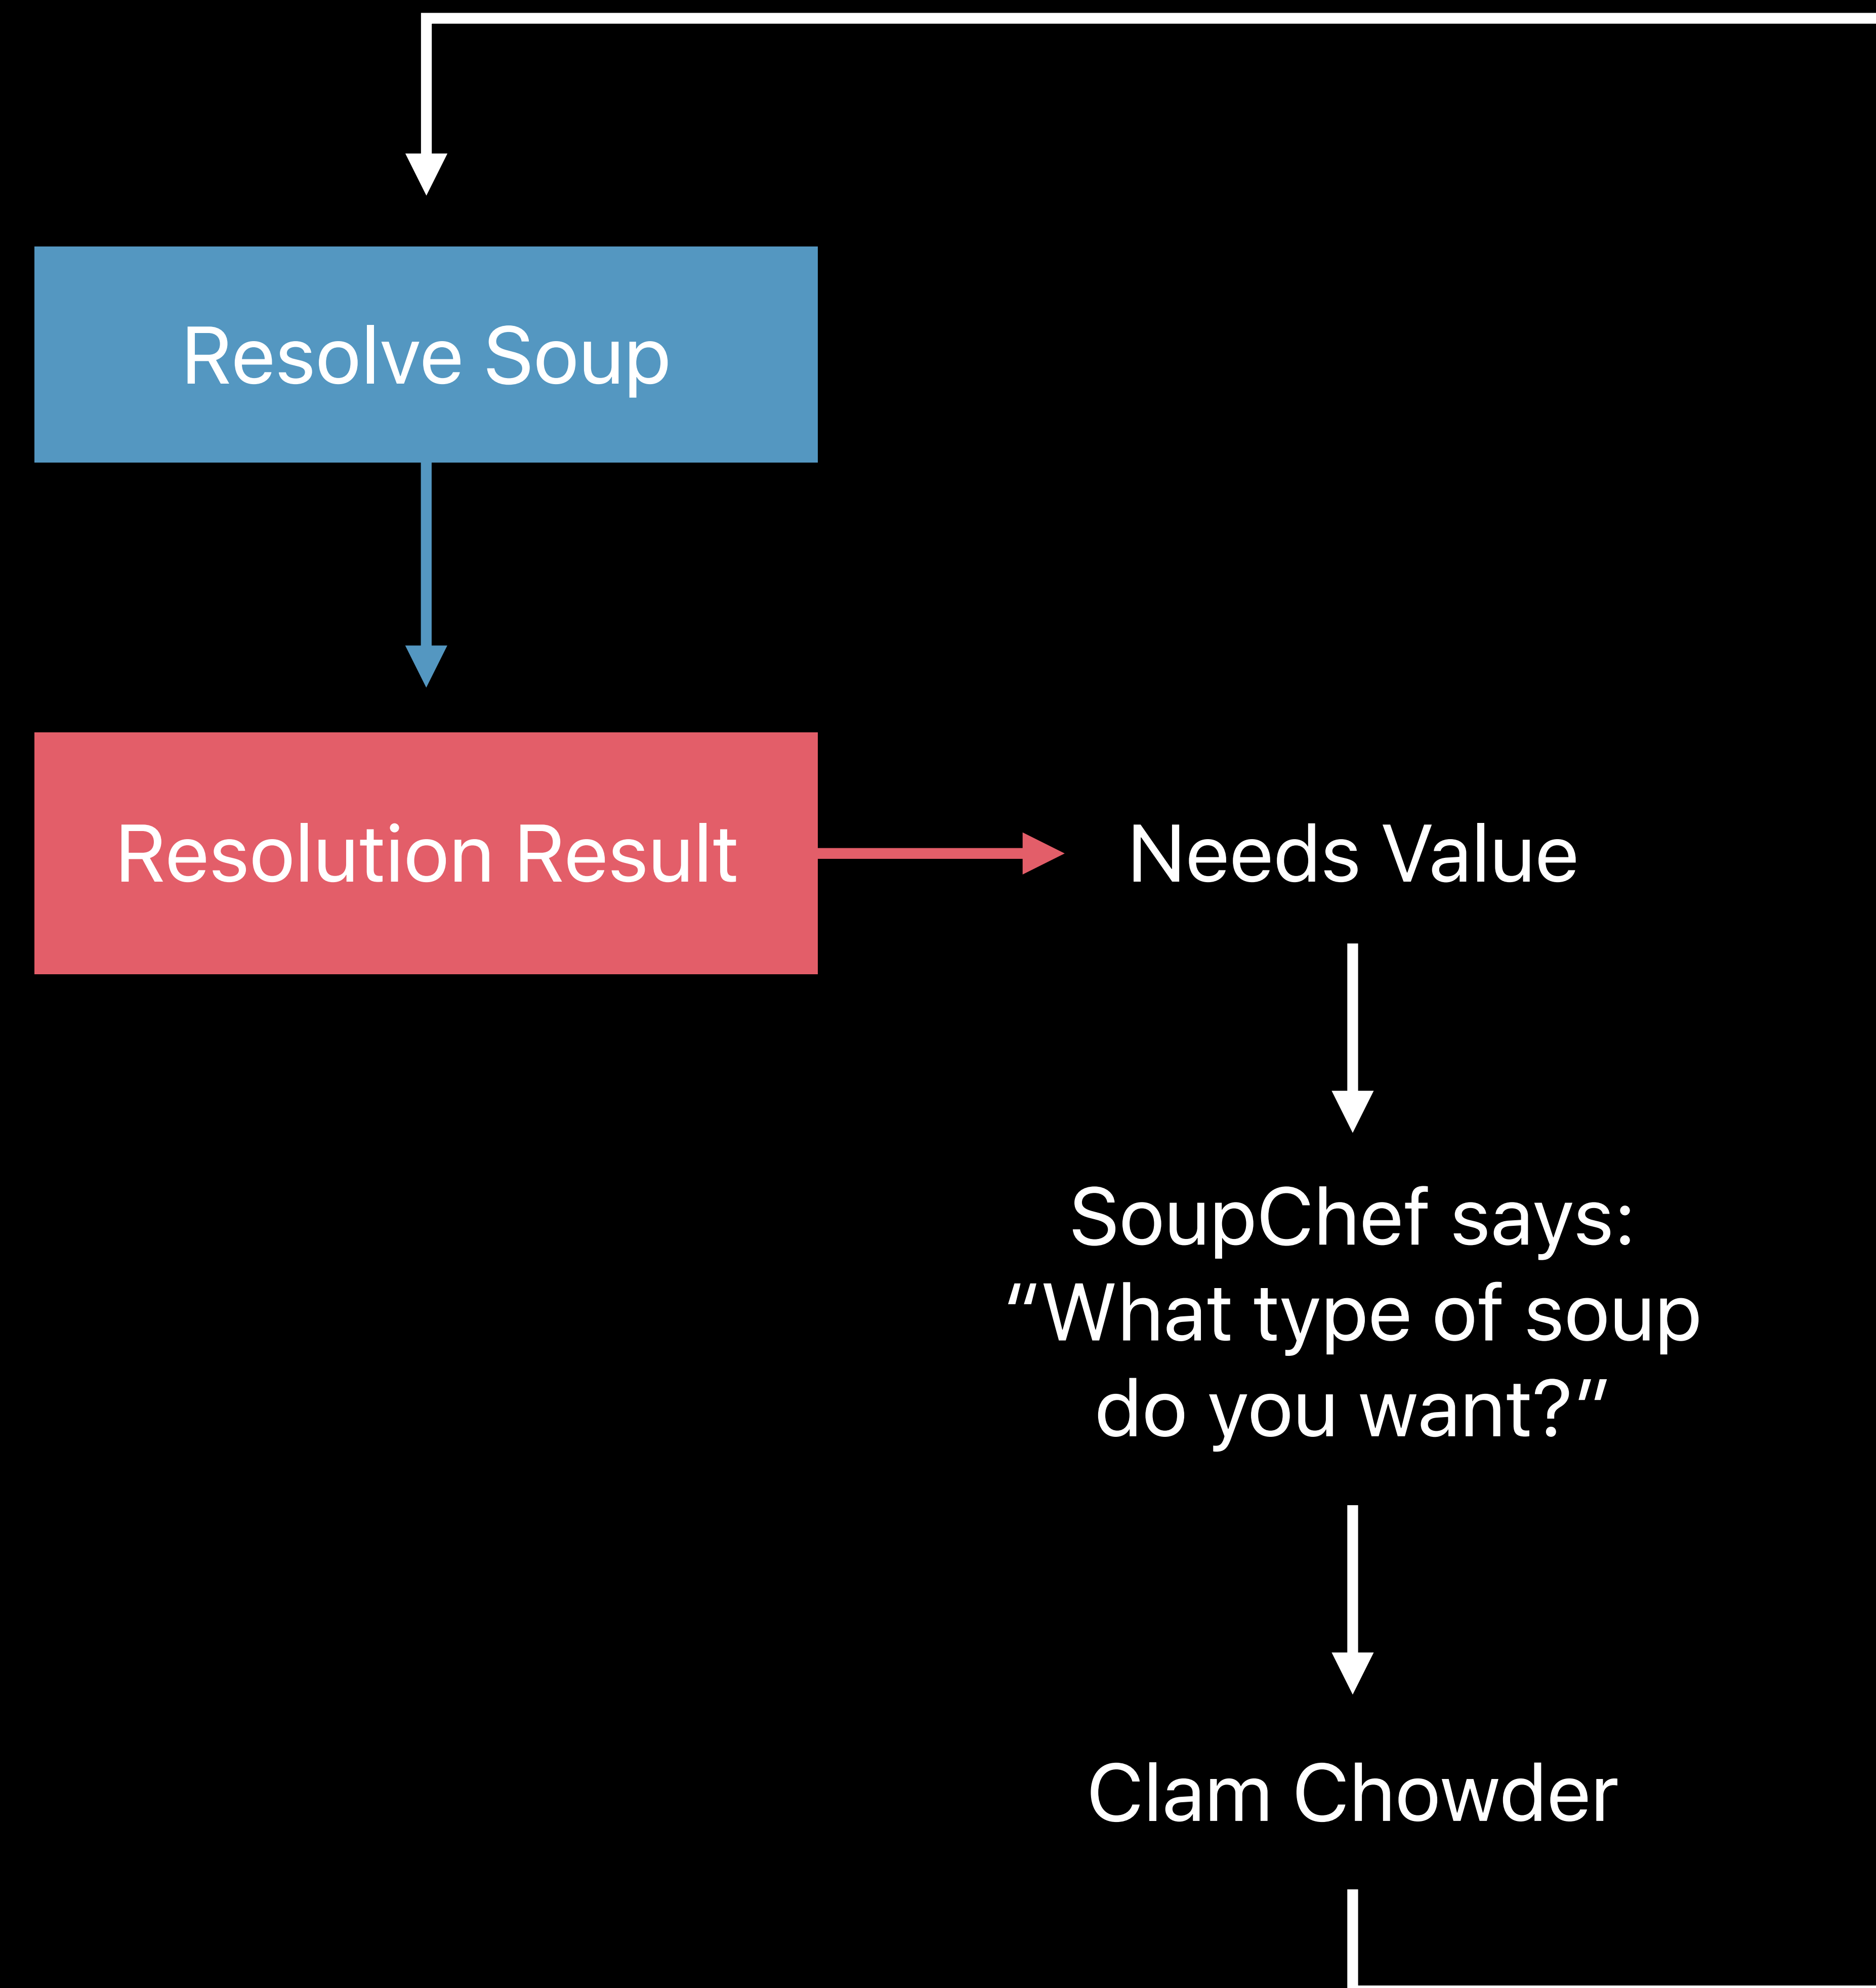 Resolve Soup
Resolution Result
Needs Value
SoupChef says:
“What type of soup
do you want?”
Clam Chowder